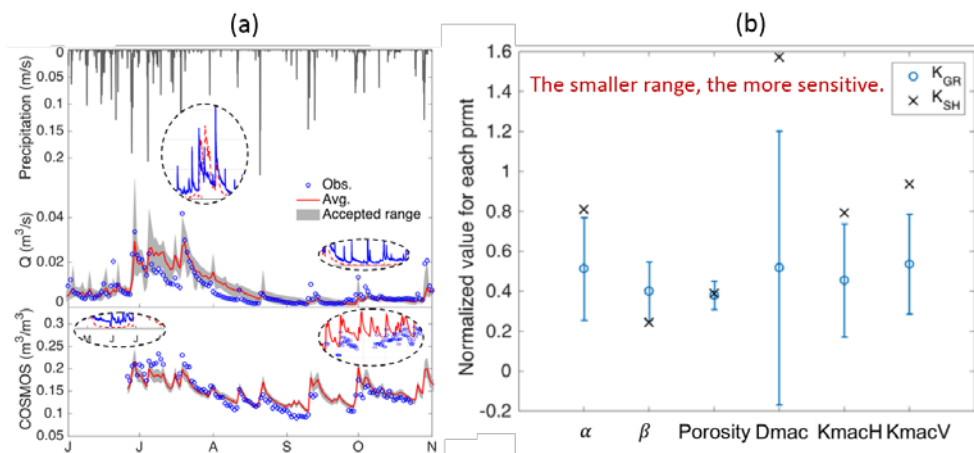 (a)
Precipitation (m/s)
0
0.05
0.1
0.15
0.2
Obs.
Avg.
Accepted range
Q (m³/s)
0.04
0.02
0
COSMOS (m³/m³)
0.3
0.25
0.2
0.15
0.1
0.05
M J J
J J A S O N
(b)
The smaller range, the more sensitive.
K_GR
K_SH
Normalized value for each prmt
1.6
1.4
1.2
1
0.8
0.6
0.4
0.2
0
-0.2
α β Porosity Dmac KmacH KmacV